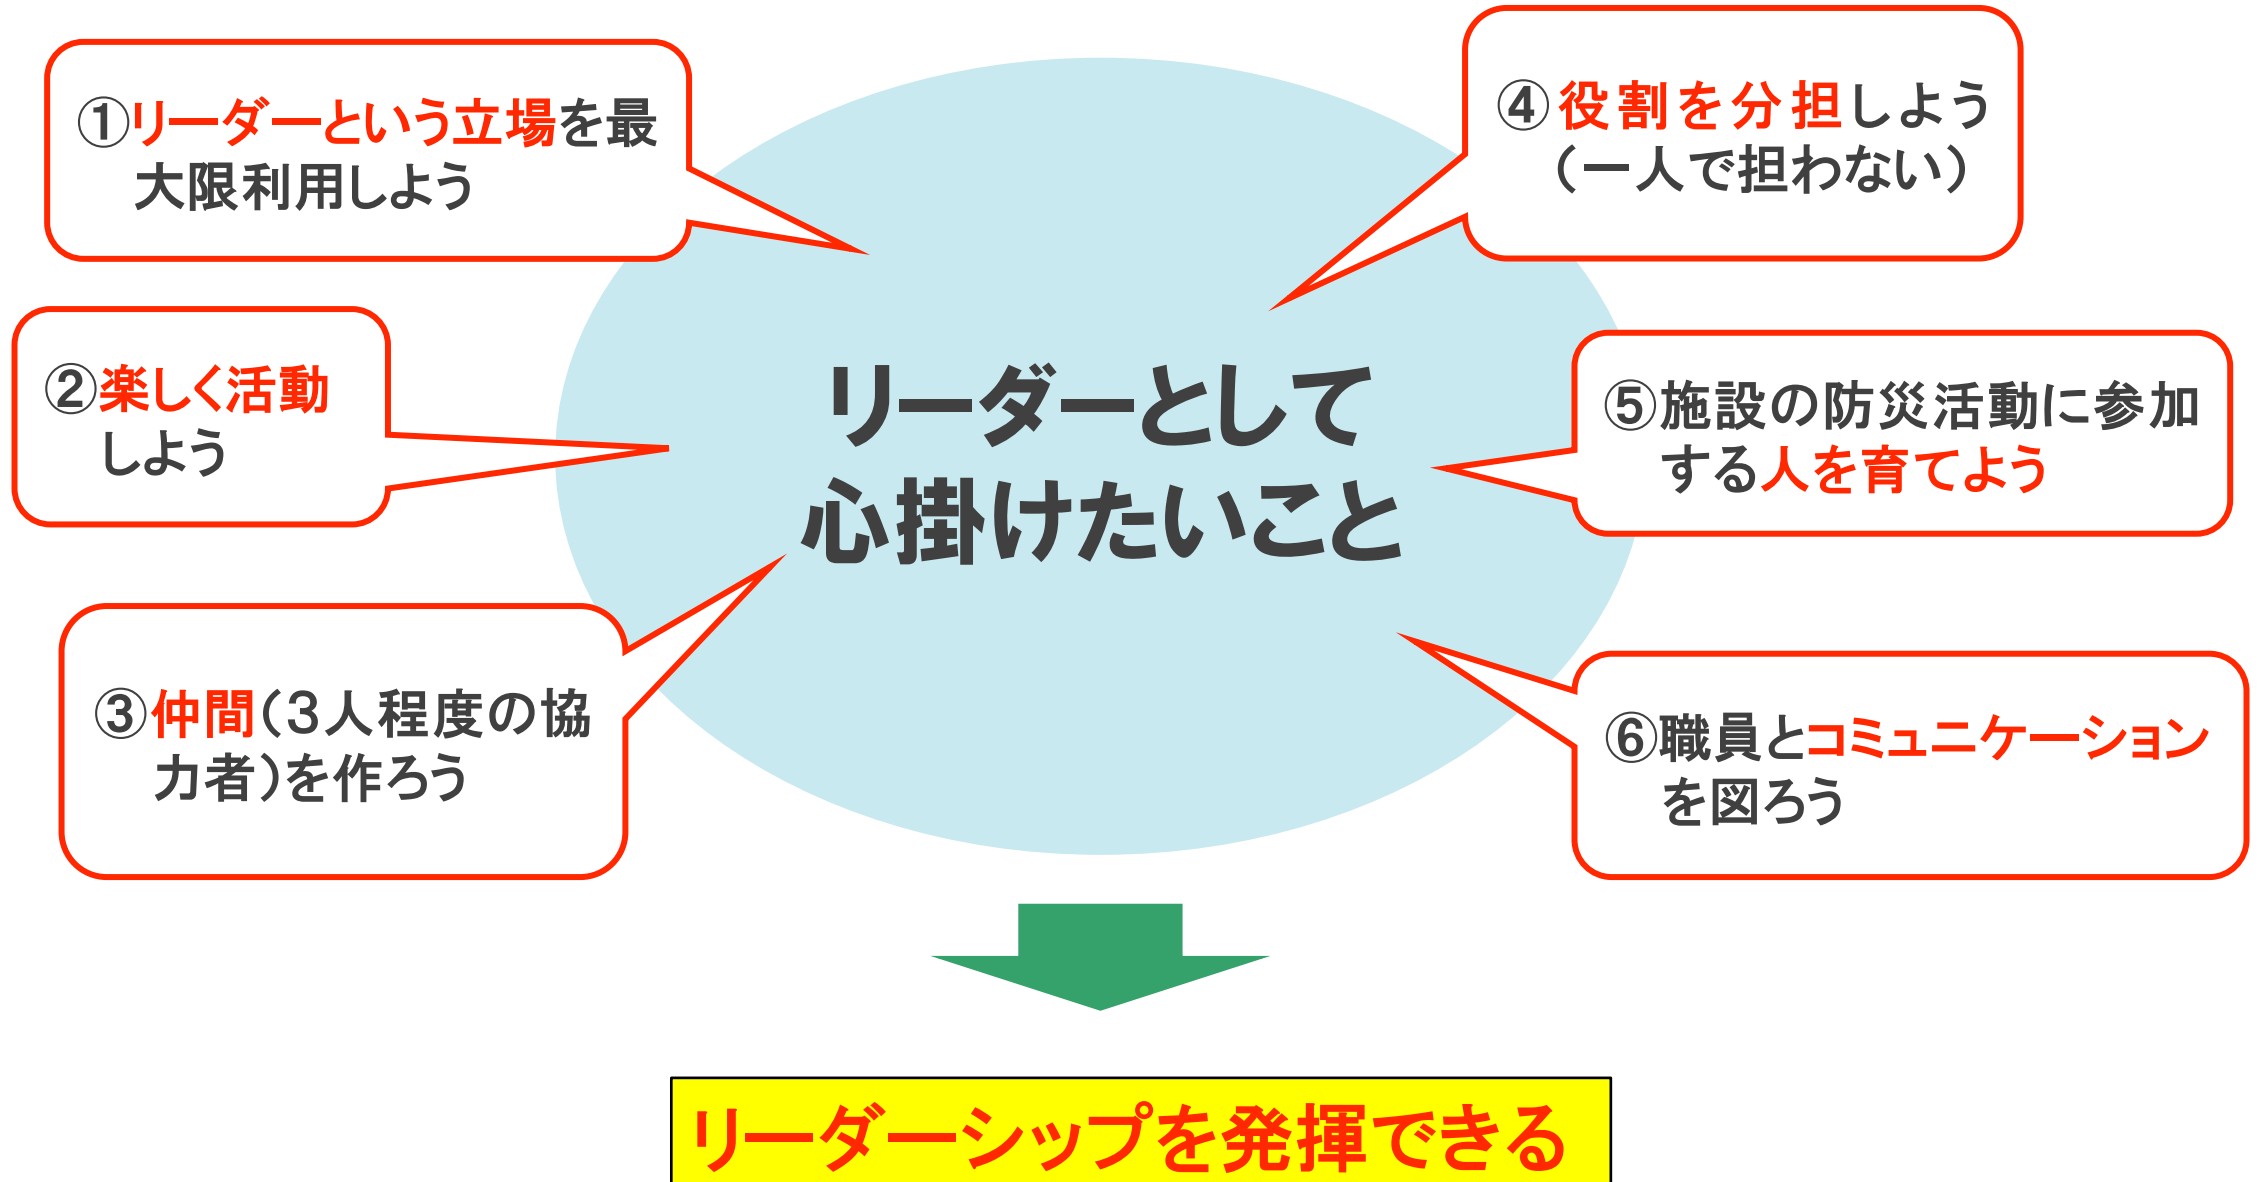 ①リーダーという立場を最
大限利用しよう
②楽しく活動
しよう
③仲間(3人程度の協
力者)を作ろう
リーダーとして
心掛けたいこと
④役割を分担しよう
(一人で担わない)
⑤施設の防災活動に参加
する人を育てよう
⑥職員とコミュニケーション
を図ろう
リーダーシップを発揮できる